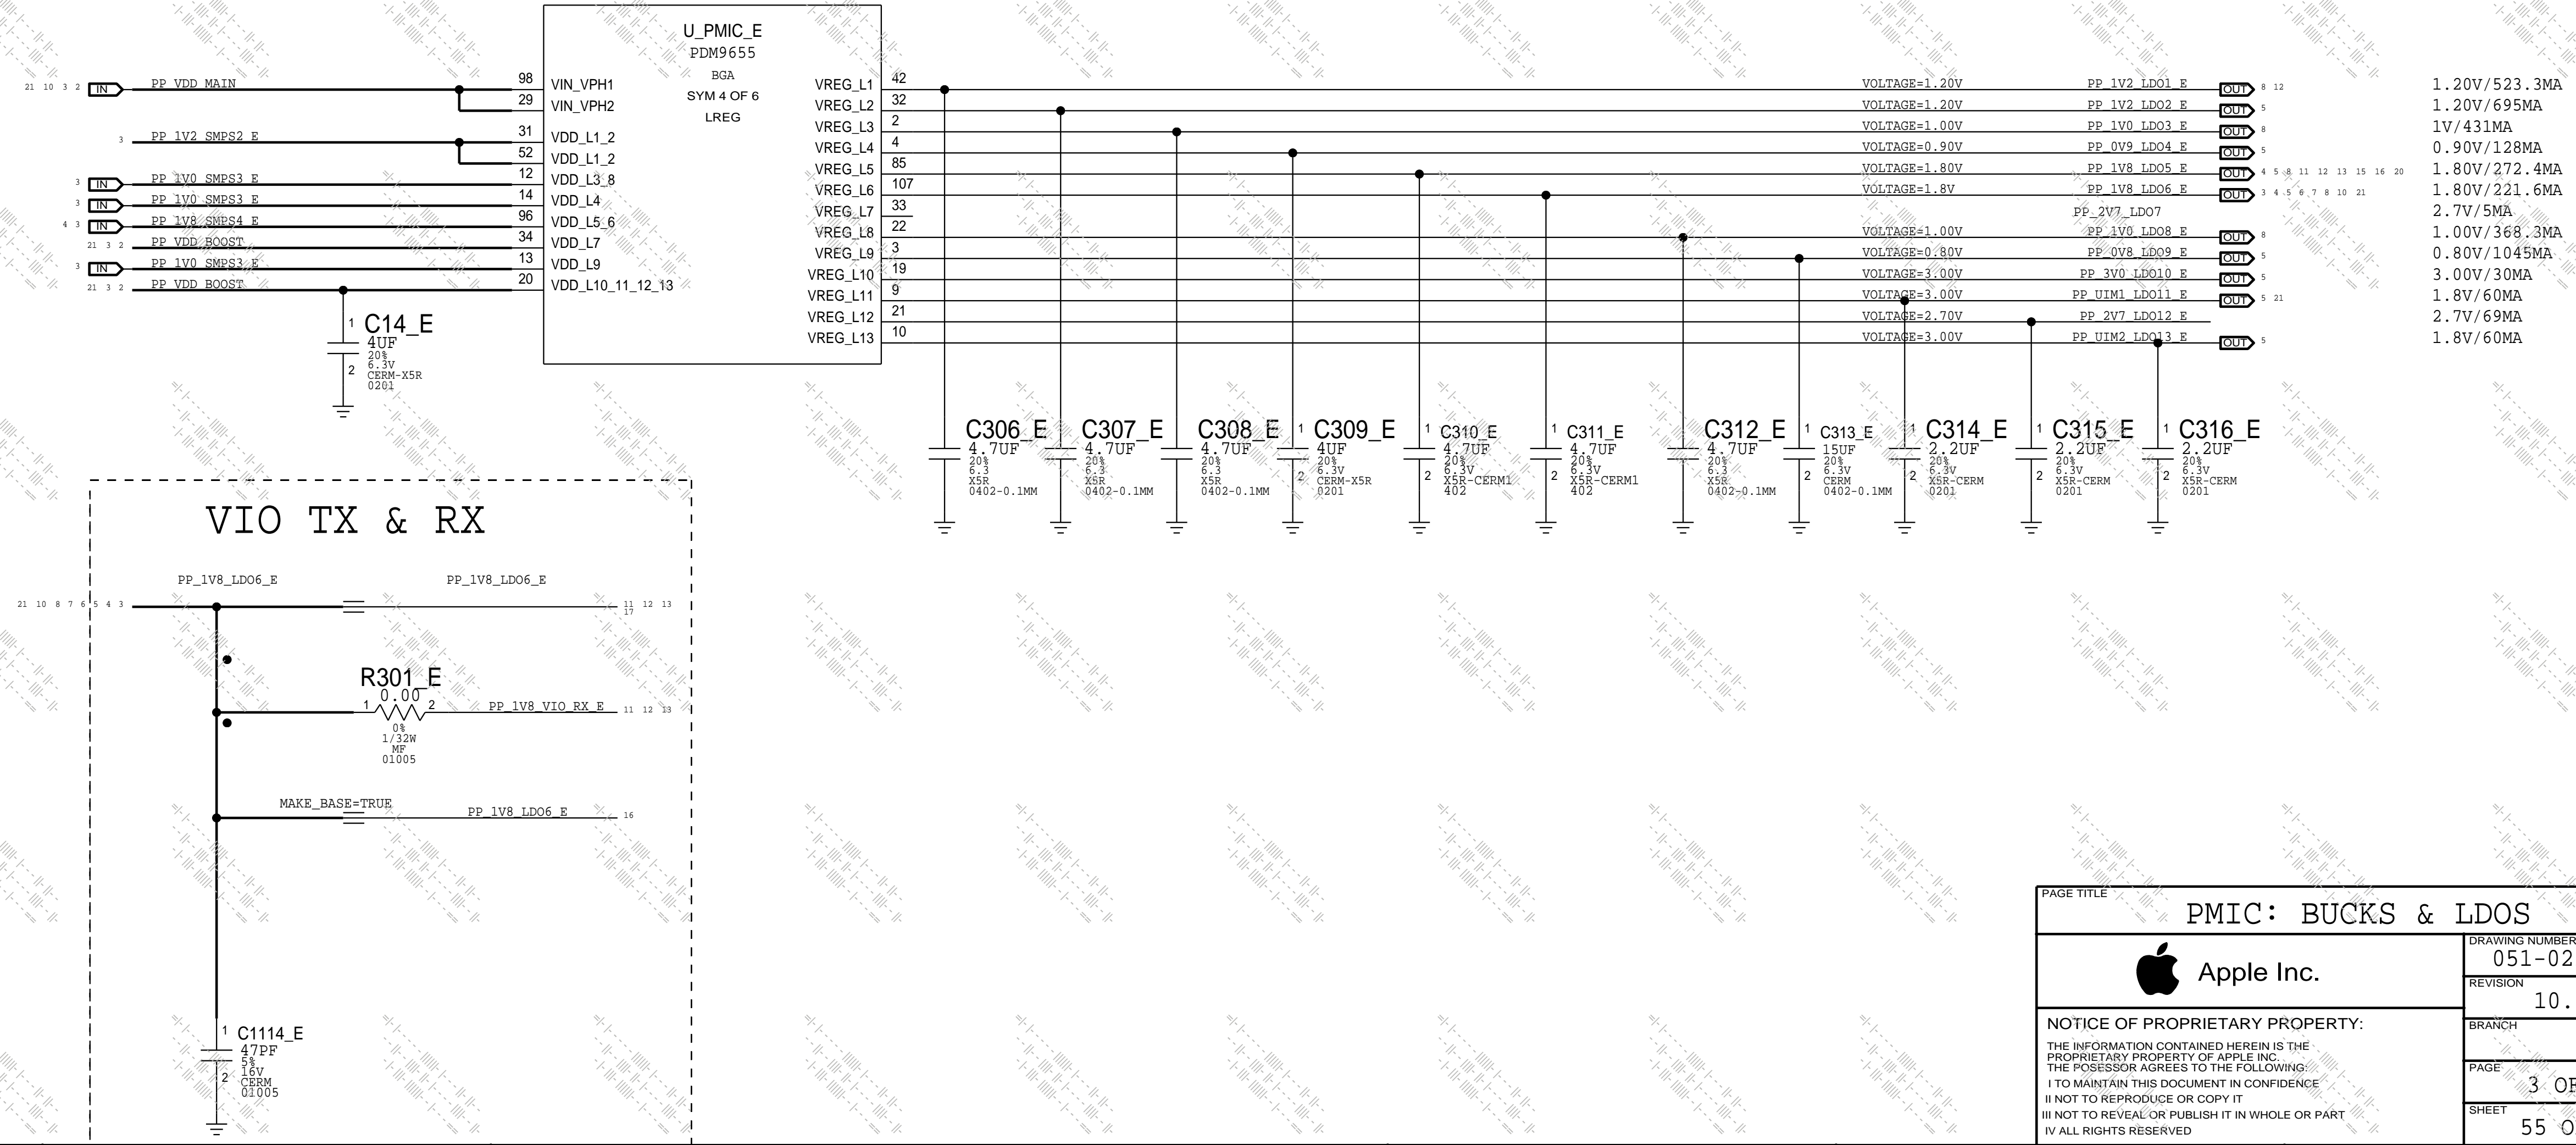 U_PMIC_E
PDM9655
BGA
SYM 4 OF 6
LREG
21 10 3 2 IN PP_VDD_MAIN 98 VIN_VPH1
29 VIN_VPH2
3 PP_1V2_SMPS2_E 31 VDD_L1_2
52 VDD_L1_2
3 IN PP_1V0_SMPS3_E 12 VDD_L3_8
3 IN PP_1V0_SMPS3_E 14 VDD_L4
4 3 IN PP_1V8_SMPS4_E 96 VDD_L5_6
21 3 2 PP_VDD_BOOST 34 VDD_L7
3 IN PP_1V0_SMPS3_E 13 VDD_L9
21 3 2 PP_VDD_BOOST 20 VDD_L10_11_12_13
VREG_L1 42 VOLTAGE=1.20V PP_1V2_LDO1_E OUT 8 12 1.20V/523.3MA
VREG_L2 32 VOLTAGE=1.20V PP_1V2_LDO2_E OUT 5 1.20V/695MA
VREG_L3 2 VOLTAGE=1.00V PP_1V0_LDO3_E OUT 8 1V/431MA
VREG_L4 4 VOLTAGE=0.90V PP_0V9_LDO4_E OUT 5 0.90V/128MA
VREG_L5 85 VOLTAGE=1.80V PP_1V8_LDO5_E OUT 4 5 8 11 12 13 15 16 20 1.80V/272.4MA
VREG_L6 107 VOLTAGE=1.8V PP_1V8_LDO6_E OUT 3 4 5 6 7 8 10 21 1.80V/221.6MA
VREG_L7 33 PP_2V7_LDO7 2.7V/5MA
VREG_L8 22 VOLTAGE=1.00V PP_1V0_LDO8_E OUT 8 1.00V/368.3MA
VREG_L9 3 VOLTAGE=0.80V PP_0V8_LDO9_E OUT 5 0.80V/1045MA
VREG_L10 19 VOLTAGE=3.00V PP_3V0_LDO10_E OUT 5 3.00V/30MA
VREG_L11 9 VOLTAGE=3.00V PP_UIM1_LDO11_E OUT 5 21 1.8V/60MA
VREG_L12 21 VOLTAGE=2.70V PP_2V7_LDO12_E 2.7V/69MA
VREG_L13 10 VOLTAGE=3.00V PP_UIM2_LDO13_E OUT 5 1.8V/60MA
1 C14_E
4UF
20%
6.3V
2 CERM-X5R
0201
C306_E
4.7UF
20%
6.3
X5R
0402-0.1MM
C307_E
4.7UF
20%
6.3
X5R
0402-0.1MM
C308_E
4.7UF
20%
6.3
X5R
0402-0.1MM
1 C309_E
4UF
20%
2 6.3V
CERM-X5R
0201
1 C310_E
4.7UF
20%
2 6.3V
X5R-CERM1
402
1 C311_E
4.7UF
20%
2 6.3V
X5R-CERM1
402
C312_E
4.7UF
20%
6.3
X5R
0402-0.1MM
1 C313_E
15UF
20%
2 6.3V
CERM
0402-0.1MM
1 C314_E
2.2UF
20%
2 6.3V
X5R-CERM
0201
1 C315_E
2.2UF
20%
2 6.3V
X5R-CERM
0201
1 C316_E
2.2UF
20%
2 6.3V
X5R-CERM
0201
VIO TX & RX
PP_1V8_LDO6_E PP_1V8_LDO6_E
21 10 8 7 6 5 4 3 11 12 13
17
R301_E
0.00
1 2 PP_1V8_VIO_RX_E 11 12 13
0%
1/32W
MF
01005
MAKE_BASE=TRUE
PP_1V8_LDO6_E 16
1 C1114_E
47PF
5%
16V
2 CERM
01005
PAGE TITLE
PMIC: BUCKS & LDOS
Apple Inc.
DRAWING NUMBER
051-02
REVISION
10.
BRANCH
PAGE
3 OF
SHEET
55 O
NOTICE OF PROPRIETARY PROPERTY:
THE INFORMATION CONTAINED HEREIN IS THE
PROPRIETARY PROPERTY OF APPLE INC.
THE POSESSOR AGREES TO THE FOLLOWING:
I TO MAINTAIN THIS DOCUMENT IN CONFIDENCE
II NOT TO REPRODUCE OR COPY IT
III NOT TO REVEAL OR PUBLISH IT IN WHOLE OR PART
IV ALL RIGHTS RESERVED